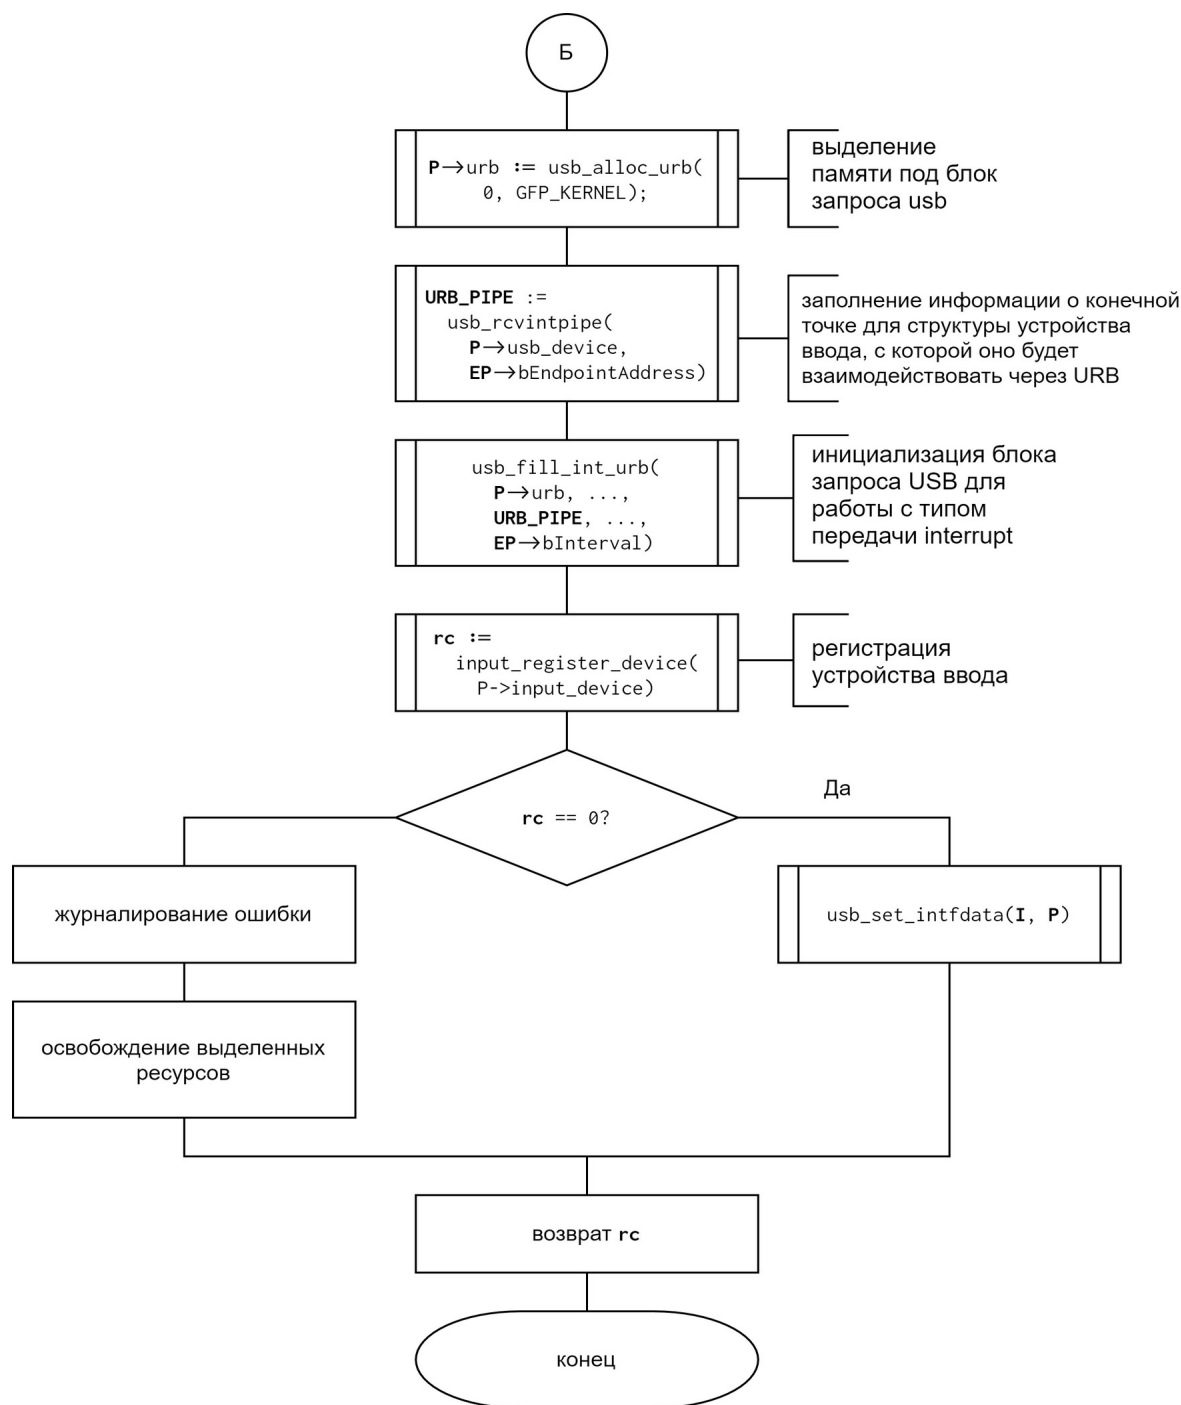 Б
P→urb := usb_alloc_urb(
0, GFP_KERNEL);
выделение
памяти под блок
запроса usb
URB_PIPE :=
usb_rcvintpipe(
P→usb_device,
EP→bEndpointAddress)
заполнение информации о конечной
точке для структуры устройства
ввода, с которой оно будет
взаимодействовать через URB
usb_fill_int_urb(
P→urb, ...,
URB_PIPE, ...,
EP→bInterval)
инициализация блока
запроса USB для
работы с типом
передачи interrupt
rc :=
input_register_device(
P->input_device)
регистрация
устройства ввода
Да
rc == 0?
журналирование ошибки
usb_set_intfdata(I, P)
освобождение выделенных
ресурсов
возврат rc
конец